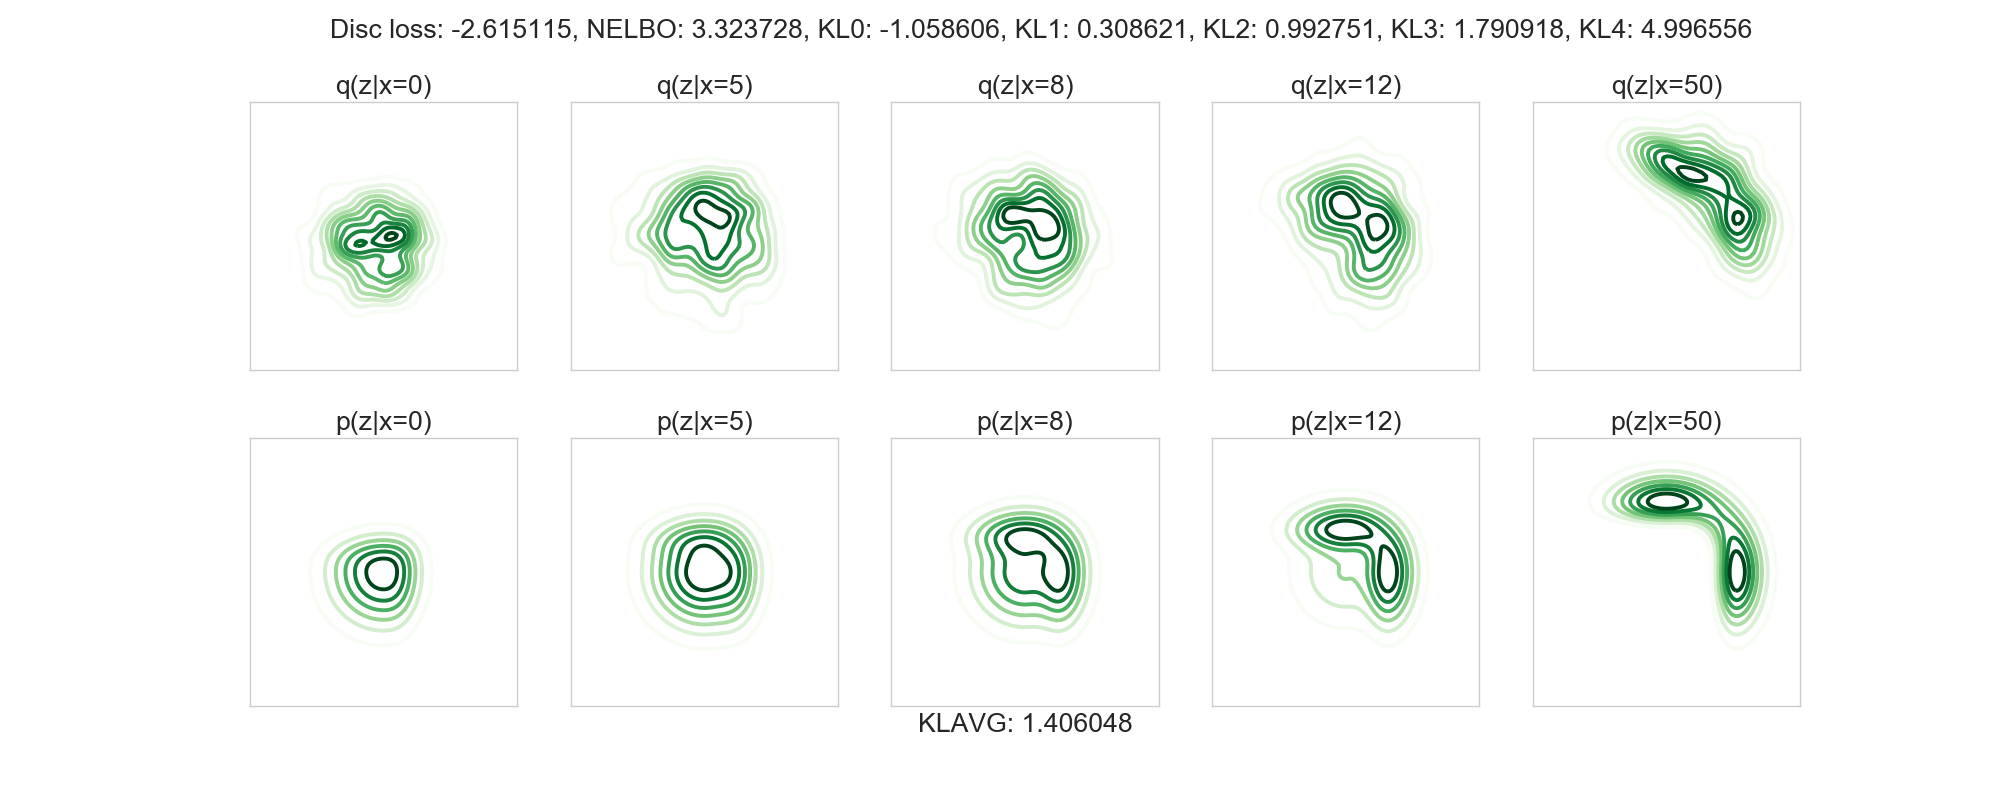 Disc loss: -2.615115, NELBO: 3.323728, KL0: -1.058606, KL1: 0.308621, KL2: 0.992751, KL3: 1.790918, KL4: 4.996556
q(z|x=0)
q(z|x=5)
q(z|x=8)
q(z|x=12)
q(z|x=50)
p(z|x=0)
p(z|x=5)
p(z|x=8)
p(z|x=12)
p(z|x=50)
KLAVG: 1.406048